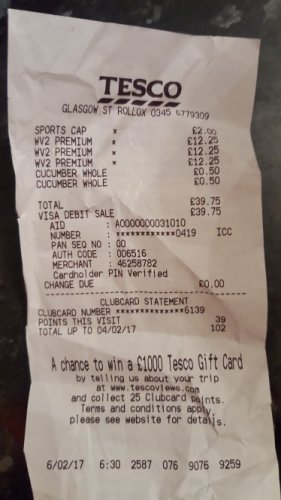 TESCO
GLASGOW ST ROLLOX 0345 6779309
SPORTS CAP * £2.00
WV2 PREMIUM * £12.25
WV2 PREMIUM * £12.25
WV2 PREMIUM * £12.25
CUCUMBER WHOLE £0.50
CUCUMBER WHOLE £0.50
TOTAL £39.75
VISA DEBIT SALE £39.75
AID : A0000000031010
NUMBER : ************0419 ICC
PAN SEQ NO : 00
AUTH CODE : 006516
MERCHANT : 46258782
Cardholder PIN Verified
CHANGE DUE £0.00
CLUBCARD STATEMENT
CLUBCARD NUMBER **************6139
POINTS THIS VISIT 39
TOTAL UP TO 04/02/17 102
A chance to win a £1000 Tesco Gift Card
by telling us about your trip
at www.tescoviews.com
and collect 25 Clubcard points.
Terms and conditions apply,
please see website for details.
6/02/17 6:30 2587 076 9076 9259